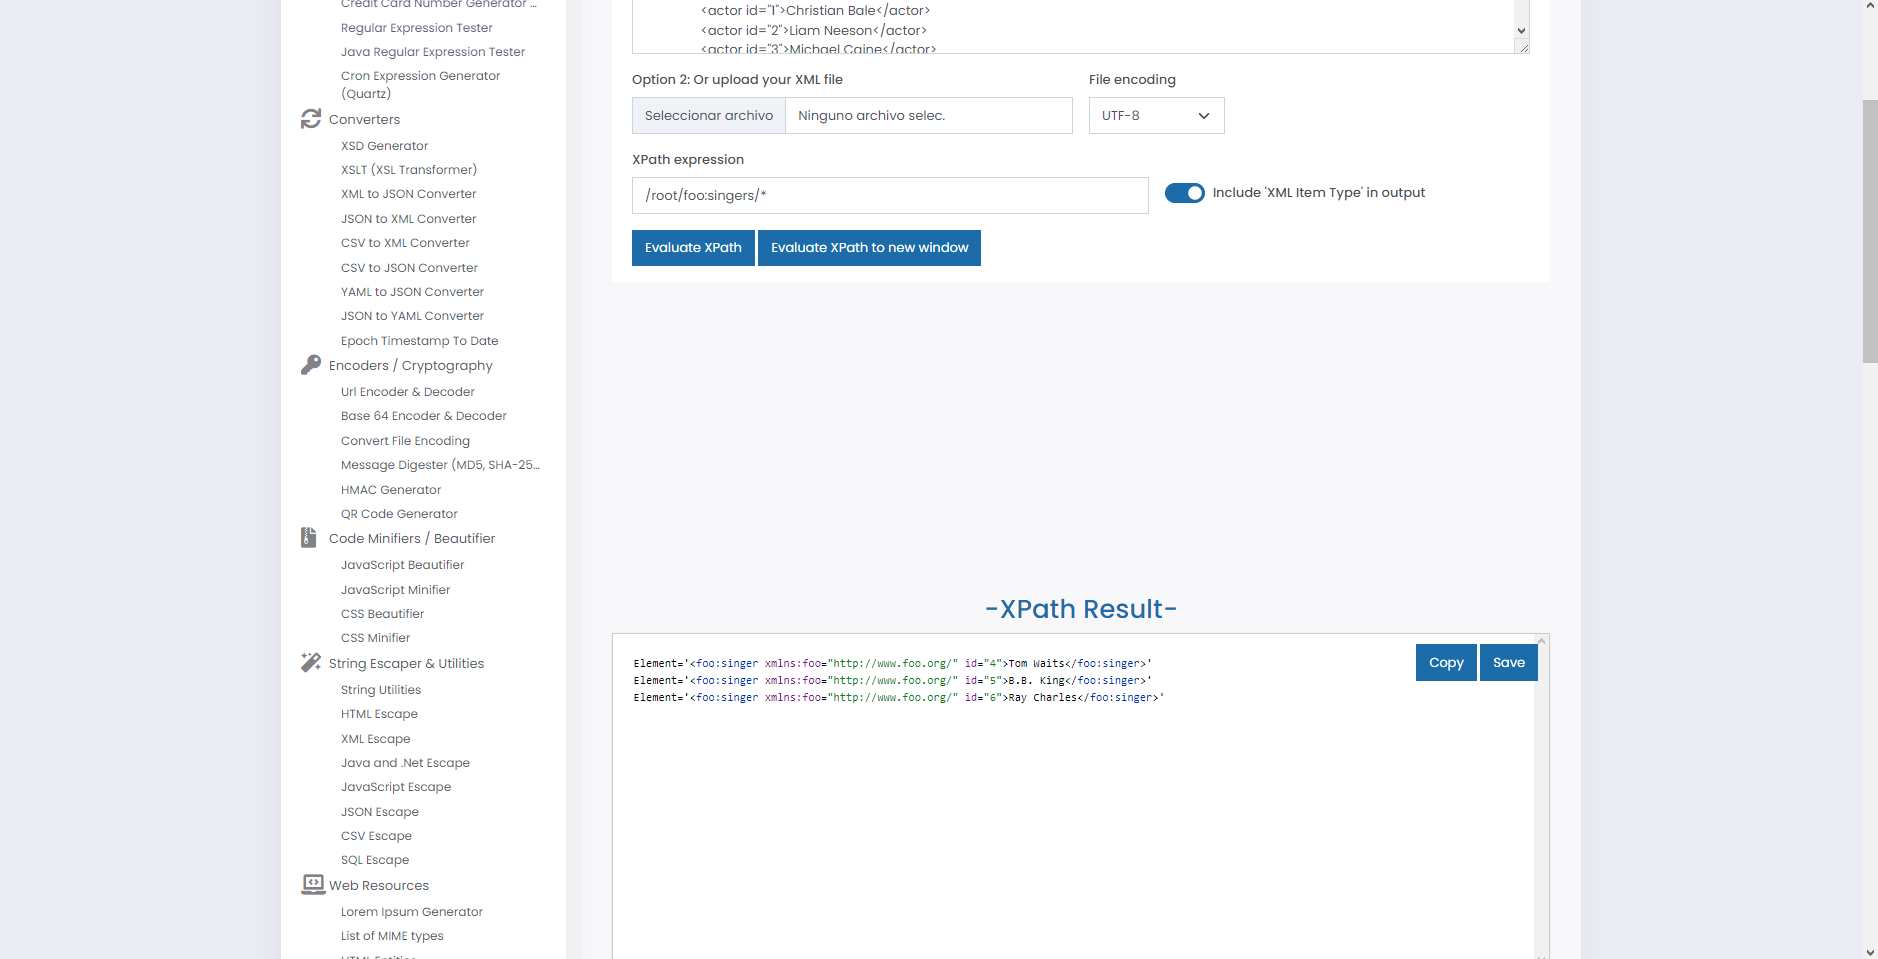 Credit Card Number Generator ...
Regular Expression Tester
Java Regular Expression Tester
Cron Expression Generator
(Quartz)
Converters
XSD Generator
XSLT (XSL Transformer)
XML to JSON Converter
JSON to XML Converter
CSV to XML Converter
CSV to JSON Converter
YAML to JSON Converter
JSON to YAML Converter
Epoch Timestamp To Date
Encoders / Cryptography
Url Encoder & Decoder
Base 64 Encoder & Decoder
Convert File Encoding
Message Digester (MD5, SHA-25...
HMAC Generator
QR Code Generator
Code Minifiers / Beautifier
JavaScript Beautifier
JavaScript Minifier
CSS Beautifier
CSS Minifier
String Escaper & Utilities
String Utilities
HTML Escape
XML Escape
Java and .Net Escape
JavaScript Escape
JSON Escape
CSV Escape
SQL Escape
Web Resources
Lorem Ipsum Generator
List of MIME types
HTML Entities
<actor id="1">Christian Bale</actor>
<actor id="2">Liam Neeson</actor>
<actor id="3">Michael Caine</actor>
Option 2: Or upload your XML file
File encoding
Seleccionar archivo
Ninguno archivo selec.
UTF-8
XPath expression
/root/foo:singers/*
Include 'XML Item Type' in output
Evaluate XPath
Evaluate XPath to new window
-XPath Result-
Copy
Save
Element='<foo:singer xmlns:foo="http://www.foo.org/" id="4">Tom Waits</foo:singer>'
Element='<foo:singer xmlns:foo="http://www.foo.org/" id="5">B.B. King</foo:singer>'
Element='<foo:singer xmlns:foo="http://www.foo.org/" id="6">Ray Charles</foo:singer>'